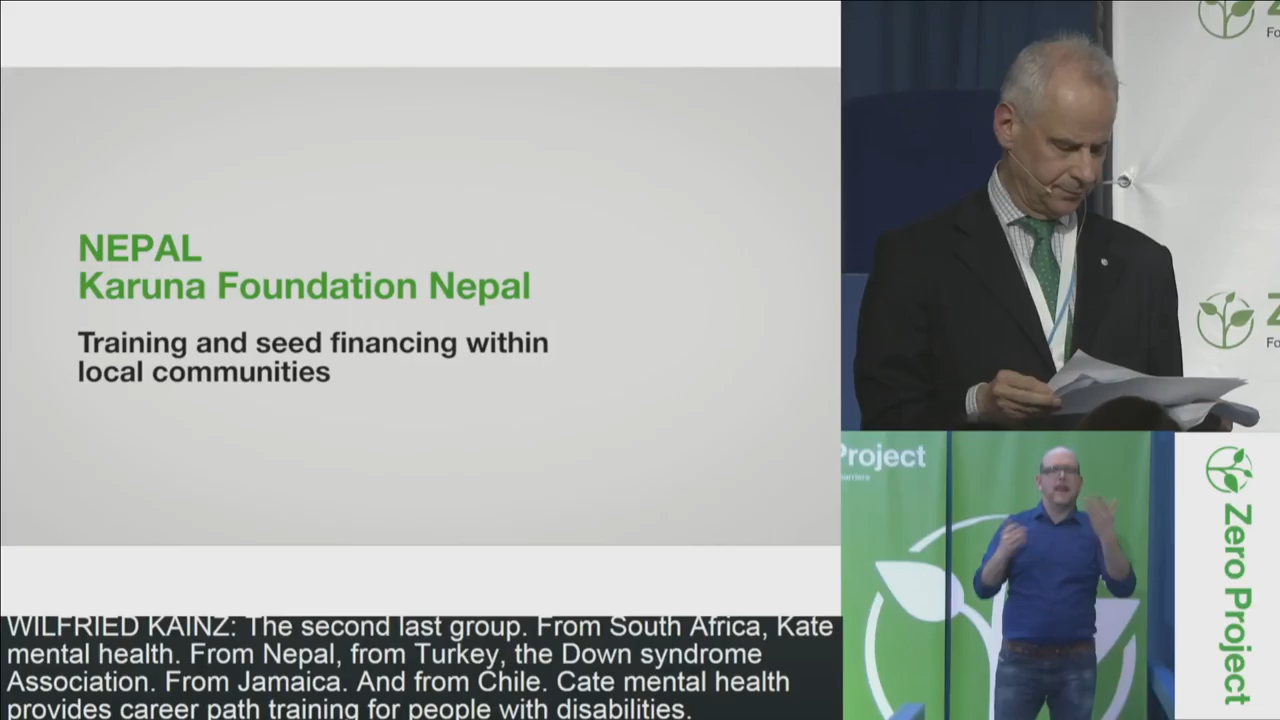 NEPAL
Karuna Foundation Nepal
Training and seed financing within
local communities
WILFRIED KAINZ: The second last group. From South Africa, Kate
mental health. From Nepal, from Turkey, the Down syndrome
Association. From Jamaica. And from Chile. Cate mental health
provides career path training for people with disabilities.
Fo
Z
Fo
Project
Zero Project